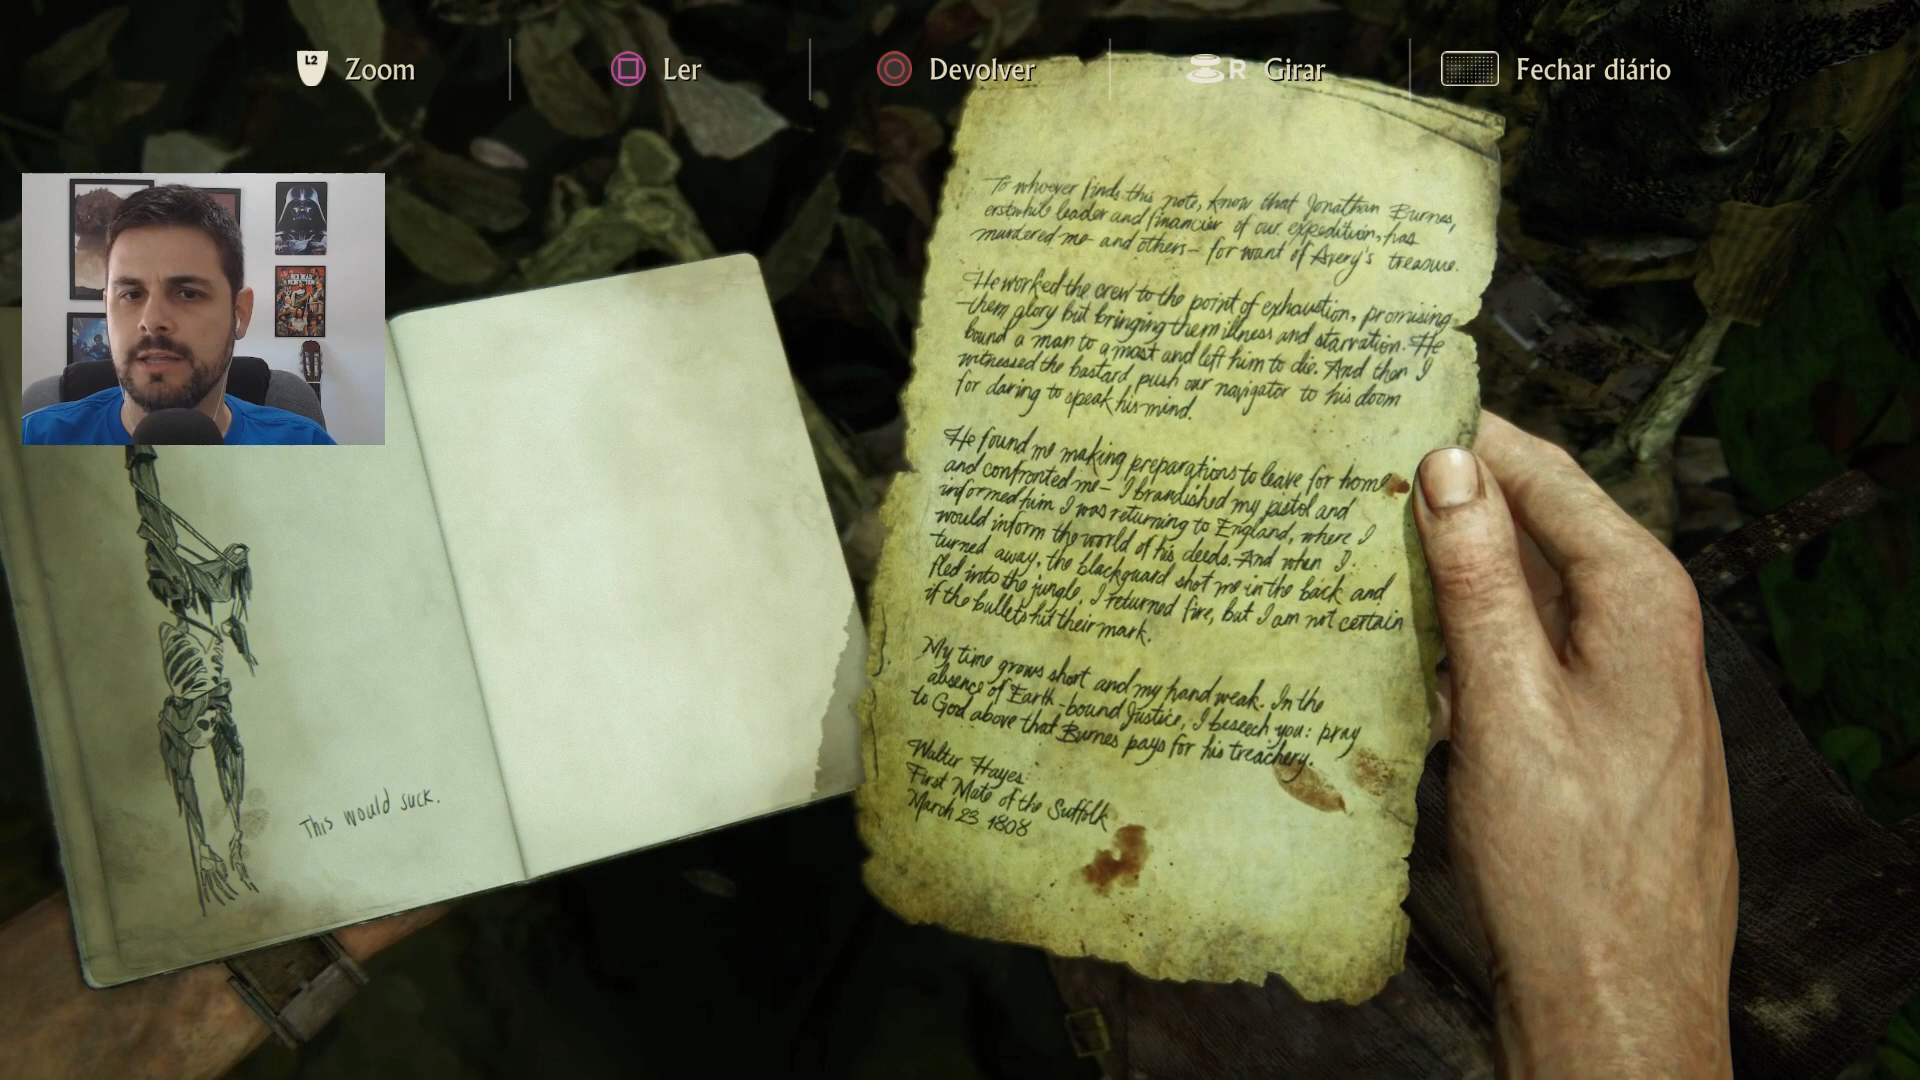 L2 Zoom
Ler
Devolver
R Girar
Fechar diário
To whoever finds this note, know that Jonathan Burnes,
erstwhile leader and financier of our expedition, has
murdered me- and others- for want of Avery's treasure.
He worked the crew to the point of exhaustion, promising
them glory but bringing them illness and starvation. He
bound a man to a mast and left him to die. And then I
witnessed the bastard push our navigator to his doom
for daring to speak his mind.
He found me making preparations to leave for home
and confronted me- I brandished my pistol and
informed him I was returning to England, where I
would inform the world of his deeds. And when I
turned away, the blackguard shot me in the back and
fled into the jungle. I returned fire, but I am not certain
if the bullets hit their mark.
My time grows short and my hand weak. In the
absence of Earth-bound Justice, I beseech you: pray
to God above that Burnes pays for his treachery.
Walter Hayes
First Mate of the Suffolk
March 23 1808
This would suck.